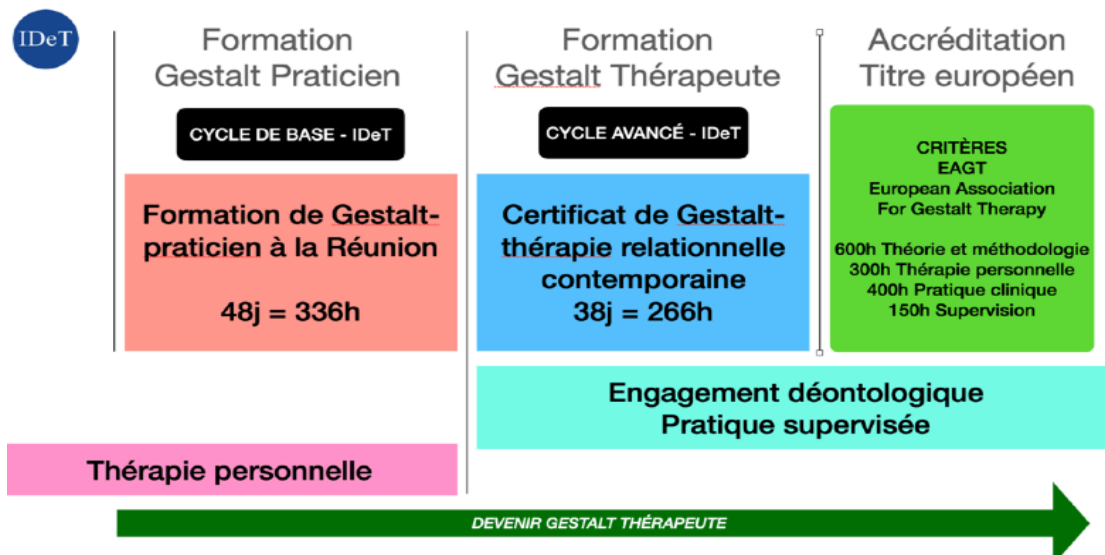 IDeT
Formation
Gestalt Praticien
CYCLE DE BASE - IDeT
Formation de Gestalt-
praticien à la Réunion
48j = 336h
Formation
Gestalt Thérapeute
CYCLE AVANCÉ - IDeT
Certificat de Gestalt-
thérapie relationnelle
contemporaine
38j = 266h
Accréditation
Titre européen
CRITÈRES
EAGT
European Association
For Gestalt Therapy
600h Théorie et méthodologie
300h Thérapie personnelle
400h Pratique clinique
150h Supervision
Engagement déontologique
Pratique supervisée
Thérapie personnelle
DEVENIR GESTALT THÉRAPEUTE